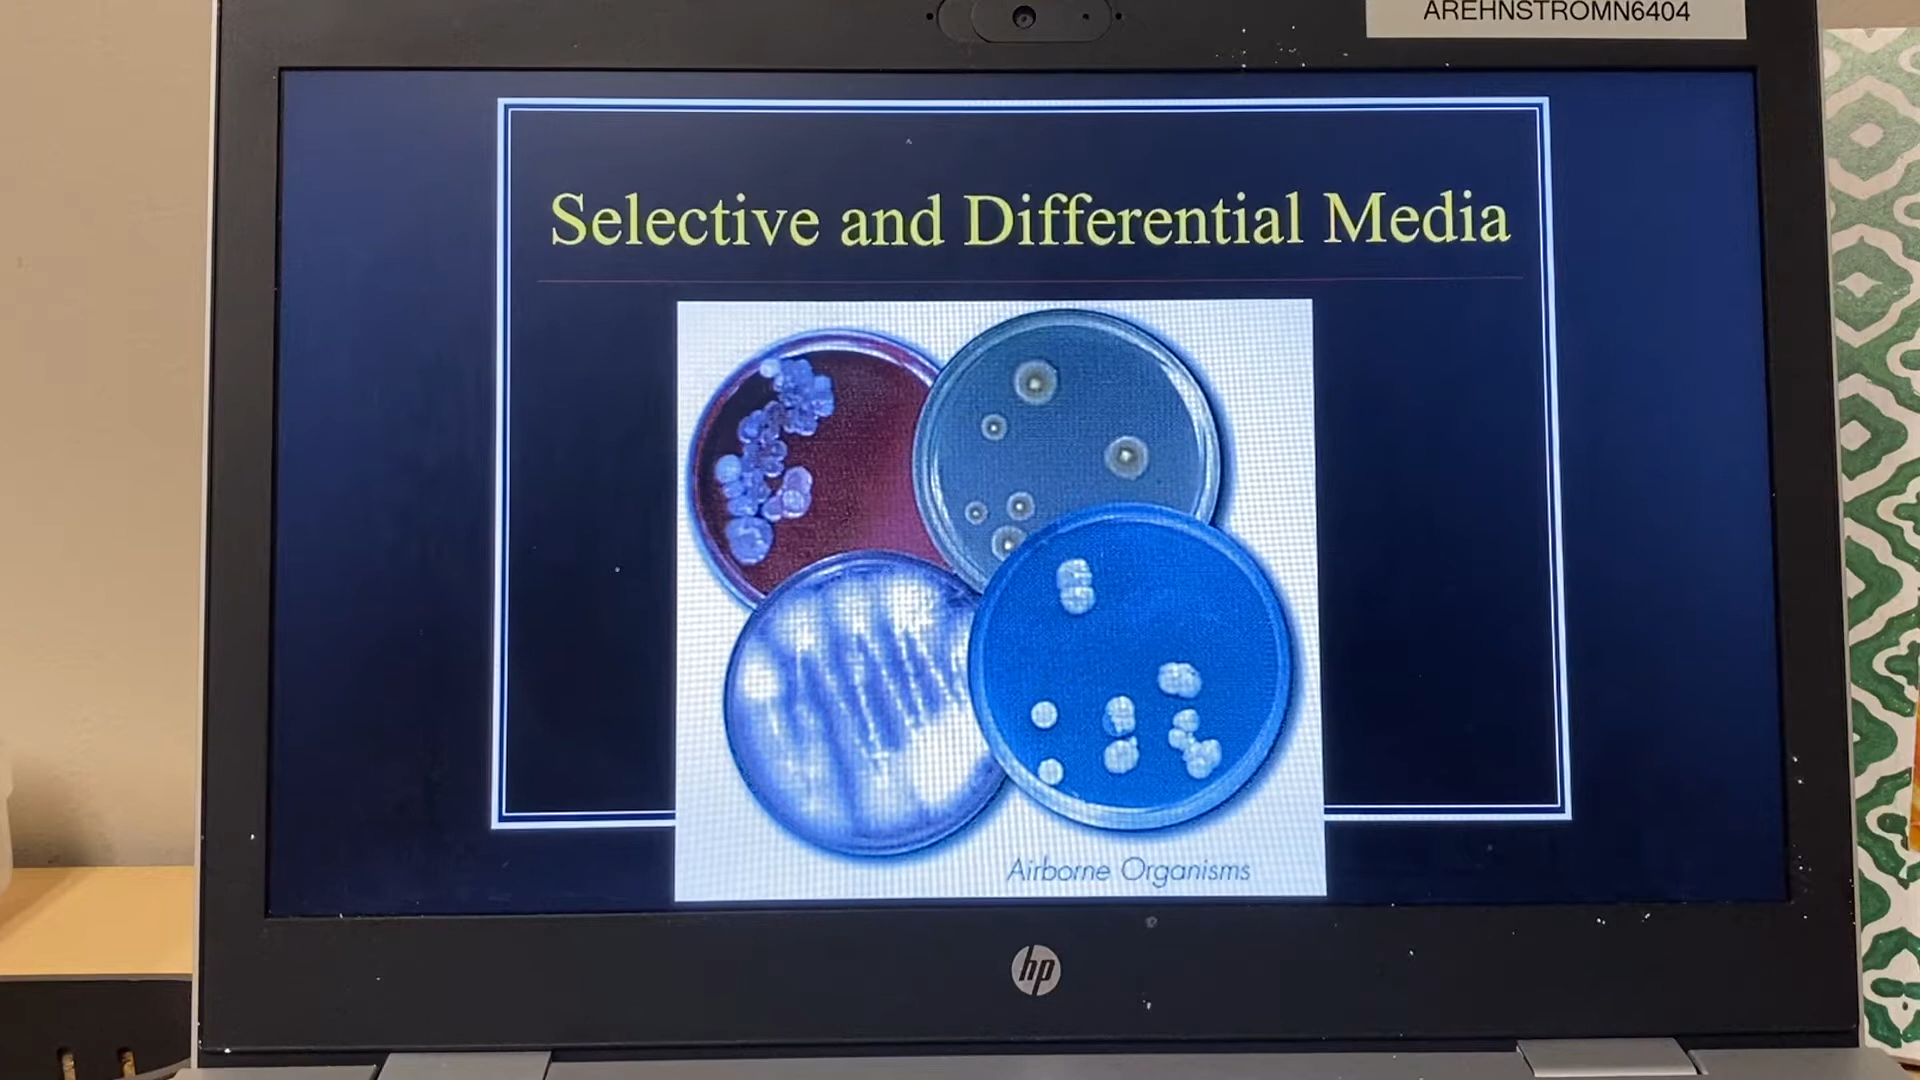 AREHNSTROMN6404
Selective and Differential Media
Airborne Organisms
hp